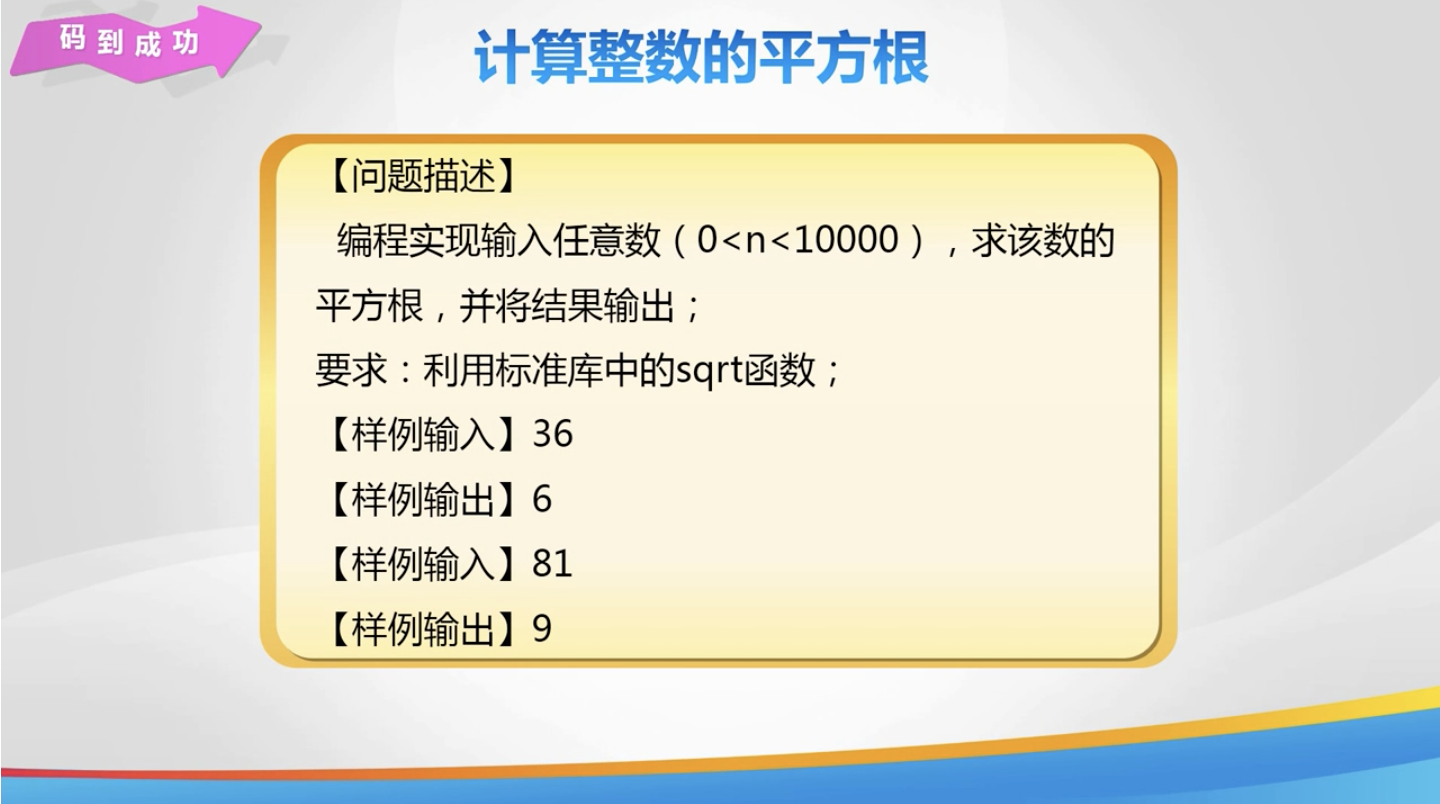 码到成功
计算整数的平方根
【问题描述】
编程实现输入任意数（0<n<10000），求该数的
平方根，并将结果输出；
要求：利用标准库中的sqrt函数；
【样例输入】36
【样例输出】6
【样例输入】81
【样例输出】9